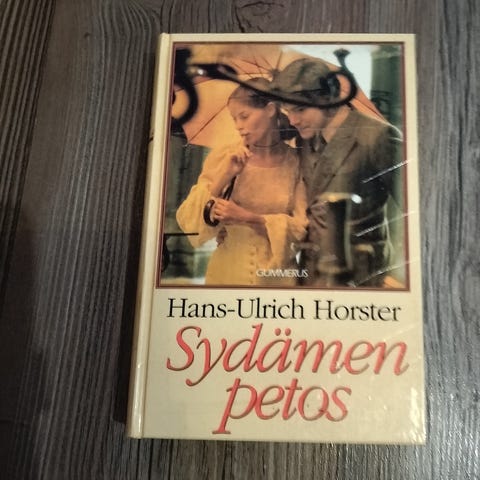 GUMMERUS
Hans-Ulrich Horster
Sydämen
petos